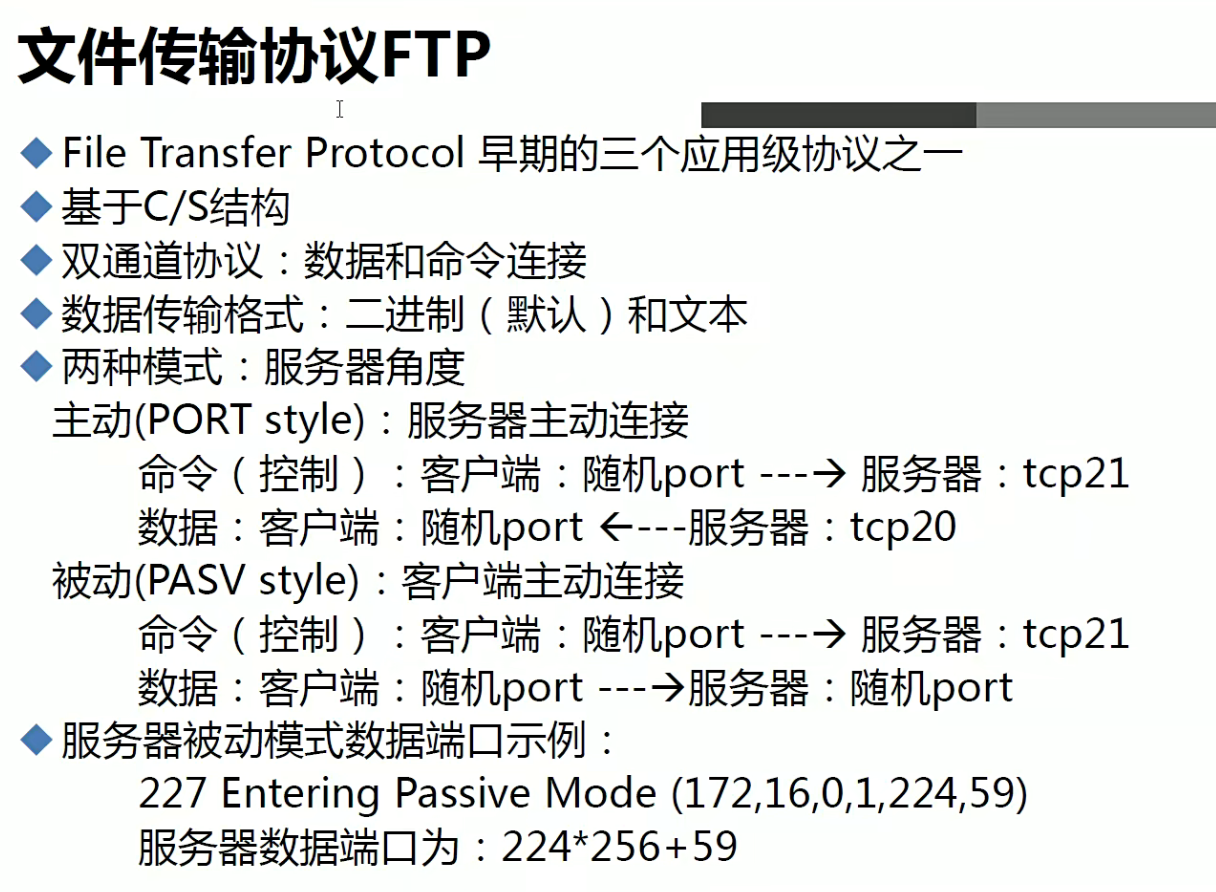 文件传输协议FTP
◆File Transfer Protocol 早期的三个应用级协议之一
◆基于C/S结构
◆双通道协议：数据和命令连接
◆数据传输格式：二进制（默认）和文本
◆两种模式：服务器角度
主动(PORT style)：服务器主动连接
命令（控制）：客户端：随机port ---→ 服务器：tcp21
数据：客户端：随机port ←---服务器：tcp20
被动(PASV style)：客户端主动连接
命令（控制）：客户端：随机port ---→ 服务器：tcp21
数据：客户端：随机port ---→服务器：随机port
◆服务器被动模式数据端口示例：
227 Entering Passive Mode (172,16,0,1,224,59)
服务器数据端口为：224*256+59